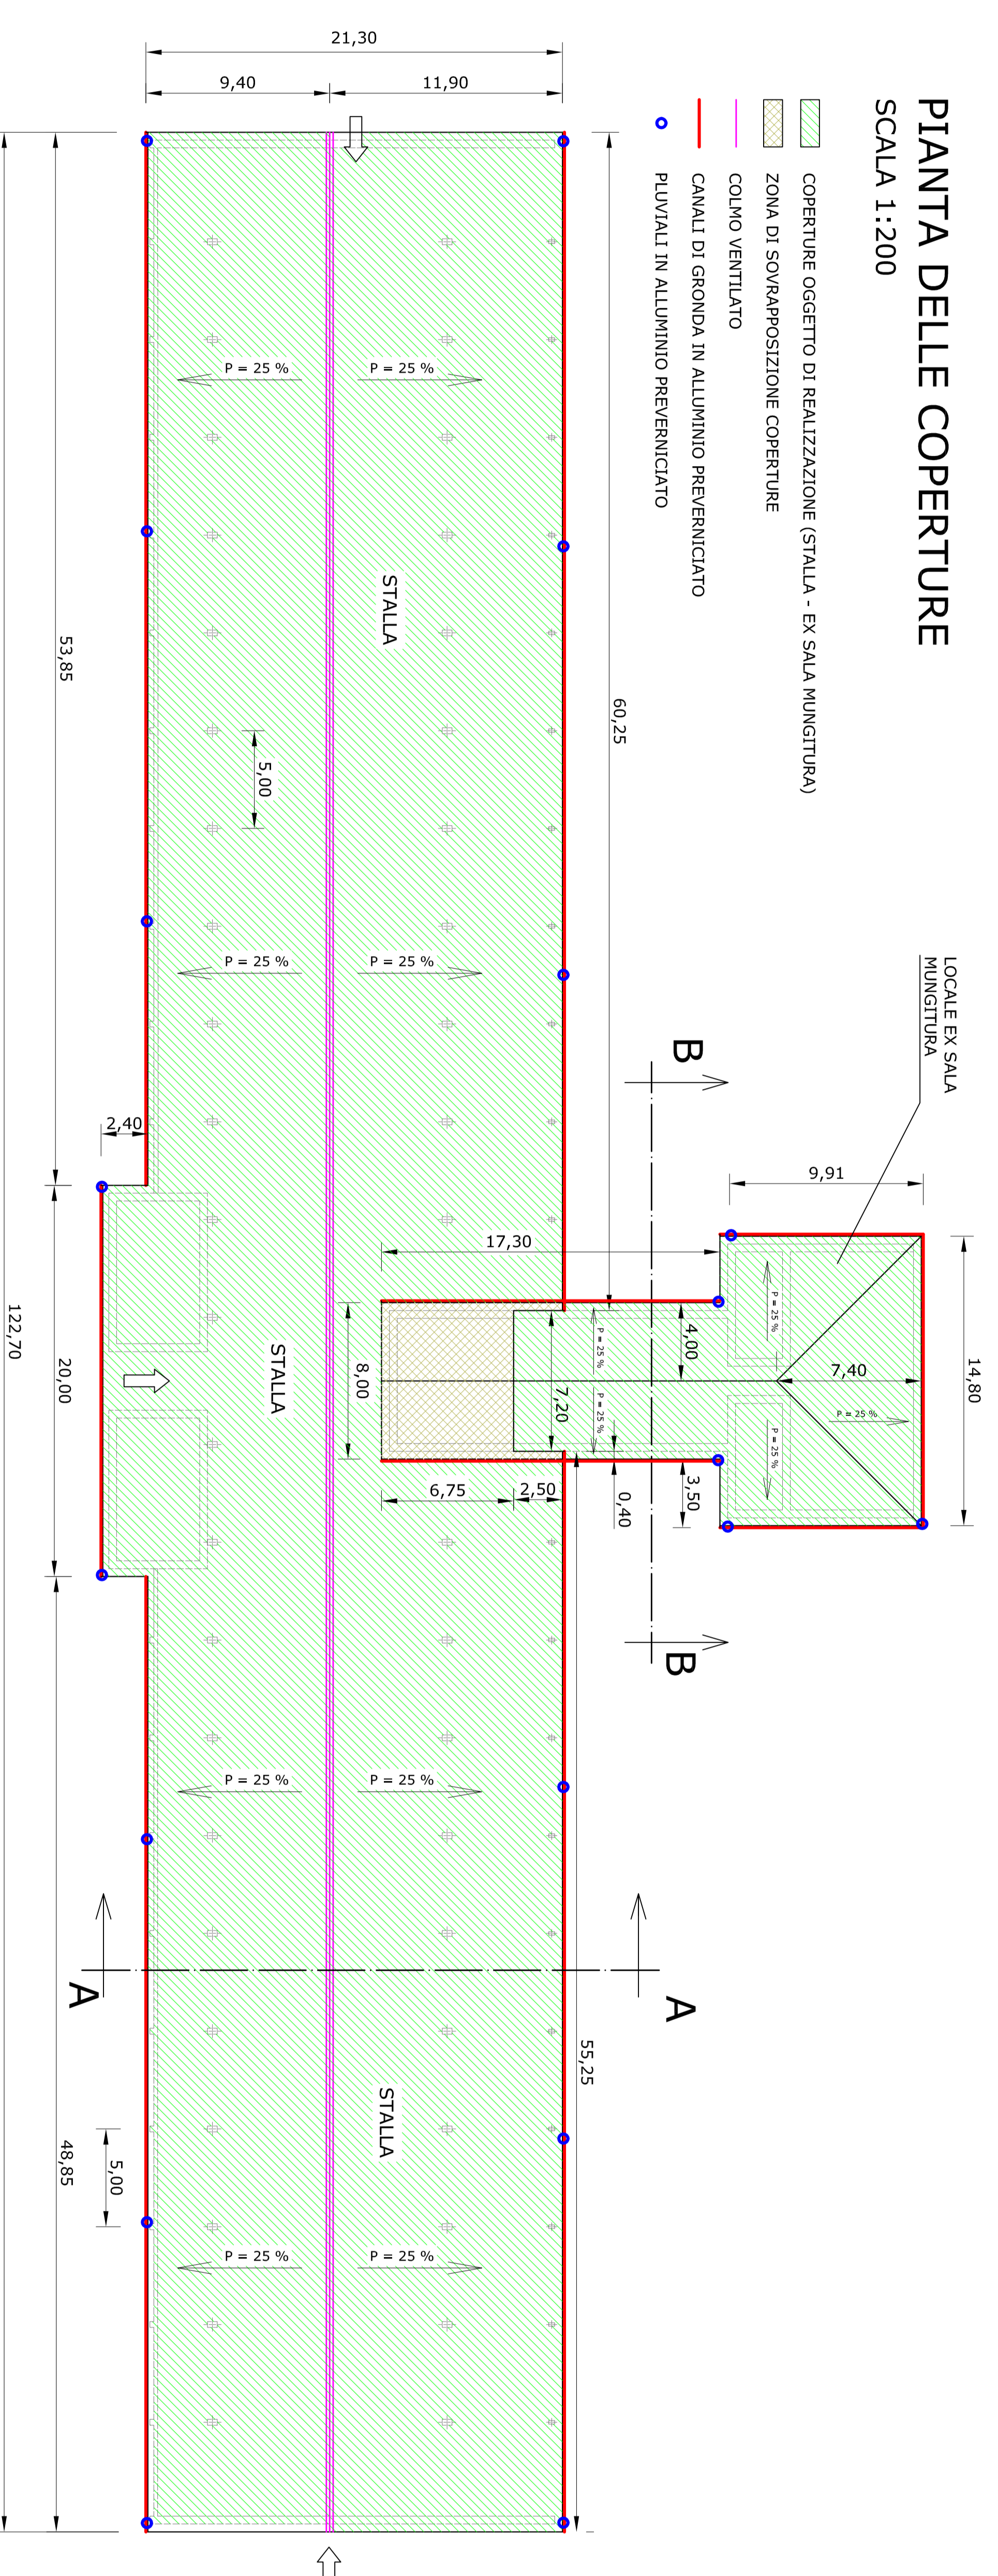 PIANTA DELLE COPERTURE
SCALA 1:200
COPERTURE OGGETTO DI REALIZZAZIONE (STALLA - EX SALA MUNGITURA)
ZONA DI SOVRAPPOSIZIONE COPERTURE
COLMO VENTILATO
CANALI DI GRONDA IN ALLUMINIO PREVERNICIATO
PLUVIALI IN ALLUMINIO PREVERNICIATO
LOCALE EX SALA
MUNGITURA
14,80
9,91
7,40
P = 25 %
P = 25 %
P = 25 %
B
B
17,30
4,00
3,50
P = 25 %
P = 25 %
0,40
7,20
8,00
6,75
2,50
60,25
55,25
21,30
11,90
9,40
P = 25 %
P = 25 %
P = 25 %
P = 25 %
STALLA
STALLA
STALLA
P = 25 %
P = 25 %
P = 25 %
P = 25 %
5,00
A
A
5,00
2,40
53,85
20,00
48,85
122,70